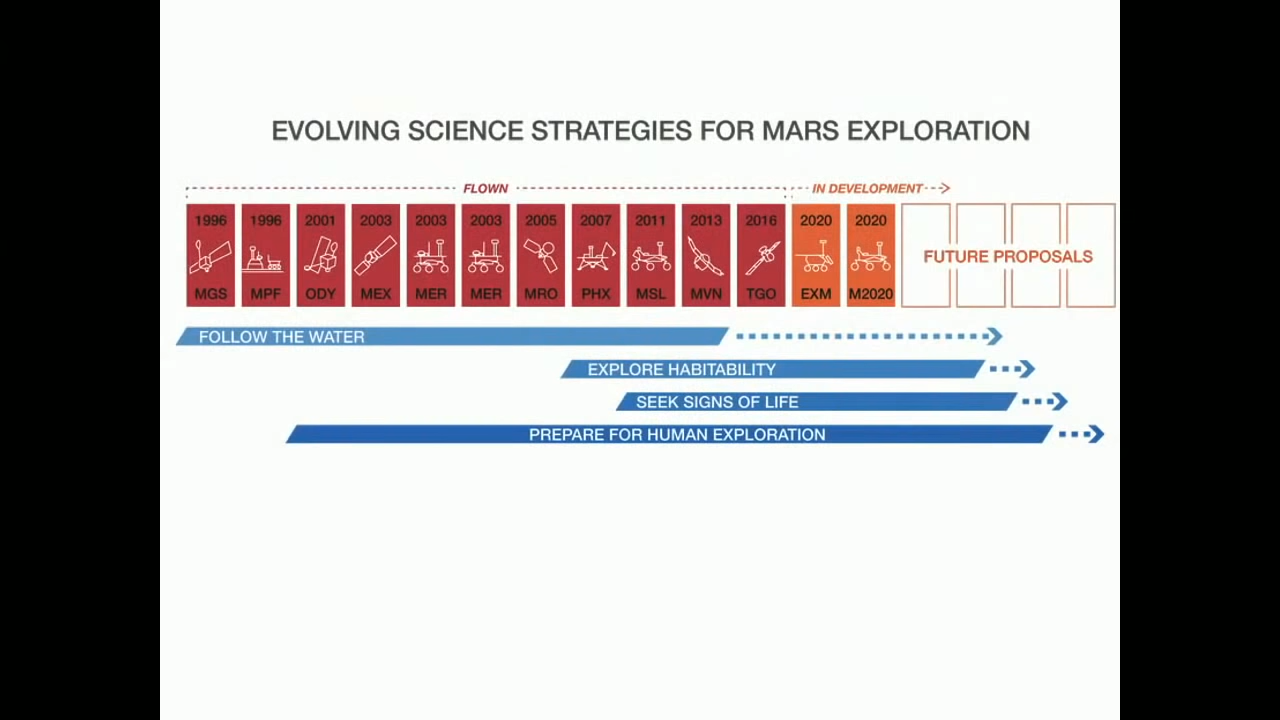 EVOLVING SCIENCE STRATEGIES FOR MARS EXPLORATION
FLOWN IN DEVELOPMENT
1996 1996 2001 2003 2003 2003 2005 2007 2011 2013 2016 2020 2020
FUTURE PROPOSALS
MGS MPF ODY MEX MER MER MRO PHX MSL MVN TGO EXM M2020
FOLLOW THE WATER
EXPLORE HABITABILITY
SEEK SIGNS OF LIFE
PREPARE FOR HUMAN EXPLORATION